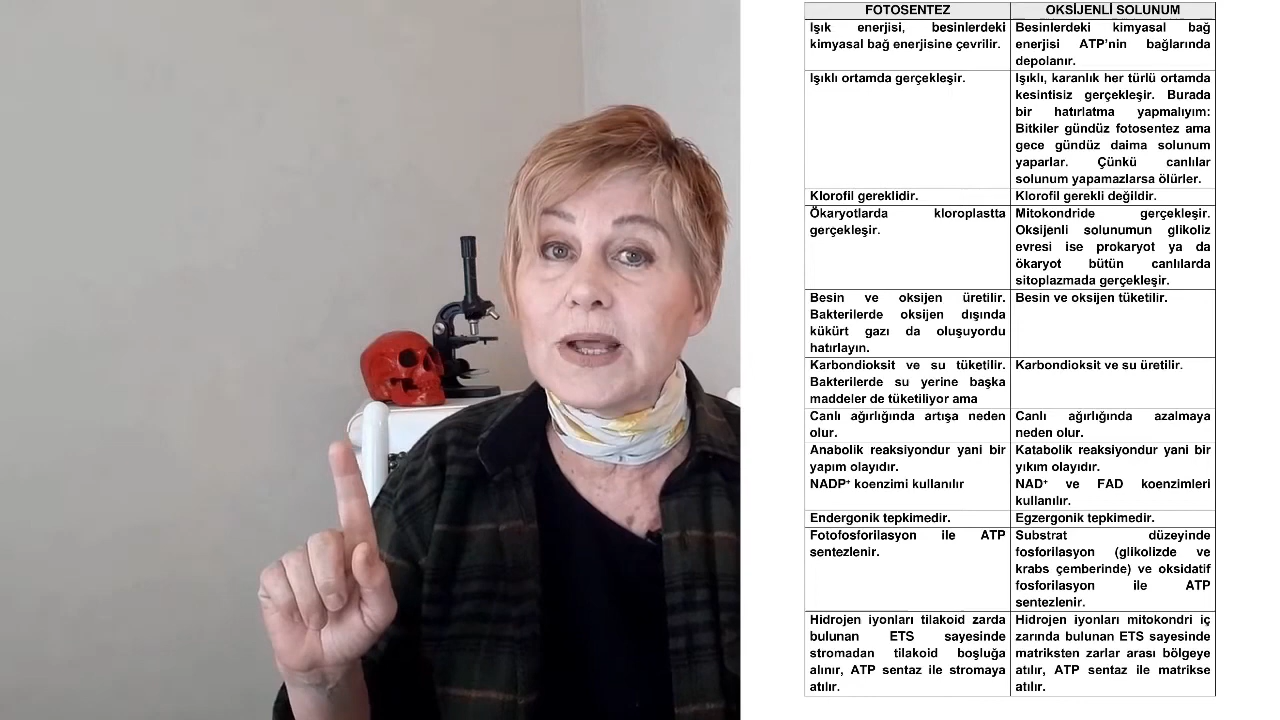 FOTOSENTEZ
OKSİJENLİ SOLUNUM
Işık enerjisi, besinlerdeki
kimyasal bağ enerjisine çevrilir.
Besinlerdeki kimyasal bağ
enerjisi ATP'nin bağlarında
depolanır.
Işıklı ortamda gerçekleşir.
Işıklı, karanlık her türlü ortamda
kesintisiz gerçekleşir. Burada
bir hatırlatma yapmalıyım:
Bitkiler gündüz fotosentez ama
gece gündüz daima solunum
yaparlar. Çünkü canlılar
solunum yapamazlarsa ölürler.
Klorofil gereklidir.
Klorofil gerekli değildir.
Ökaryotlarda kloroplastta
gerçekleşir.
Mitokondride gerçekleşir.
Oksijenli solunumun glikoliz
evresi ise prokaryot ya da
ökaryot bütün canlılarda
sitoplazmada gerçekleşir.
Besin ve oksijen üretilir.
Bakterilerde oksijen dışında
kükürt gazı da oluşuyordu
hatırlayın.
Besin ve oksijen tüketilir.
Karbondioksit ve su tüketilir.
Bakterilerde su yerine başka
maddeler de tüketiliyor ama
Karbondioksit ve su üretilir.
Canlı ağırlığında artışa neden
olur.
Canlı ağırlığında azalmaya
neden olur.
Anabolik reaksiyondur yani bir
yapım olayıdır.
NADP⁺ koenzimi kullanılır
Katabolik reaksiyondur yani bir
yıkım olayıdır.
NAD⁺ ve FAD koenzimleri
kullanılır.
Endergonik tepkimedir.
Egzergonik tepkimedir.
Fotofosforilasyon ile ATP
sentezlenir.
Substrat düzeyinde
fosforilasyon (glikolizde ve
krabs çemberinde) ve oksidatif
fosforilasyon ile ATP
sentezlenir.
Hidrojen iyonları tilakoid zarda
bulunan ETS sayesinde
stromadan tilakoid boşluğa
alınır, ATP sentaz ile stromaya
atılır.
Hidrojen iyonları mitokondri iç
zarında bulunan ETS sayesinde
matriksten zarlar arası bölgeye
atılır, ATP sentaz ile matrikse
atılır.